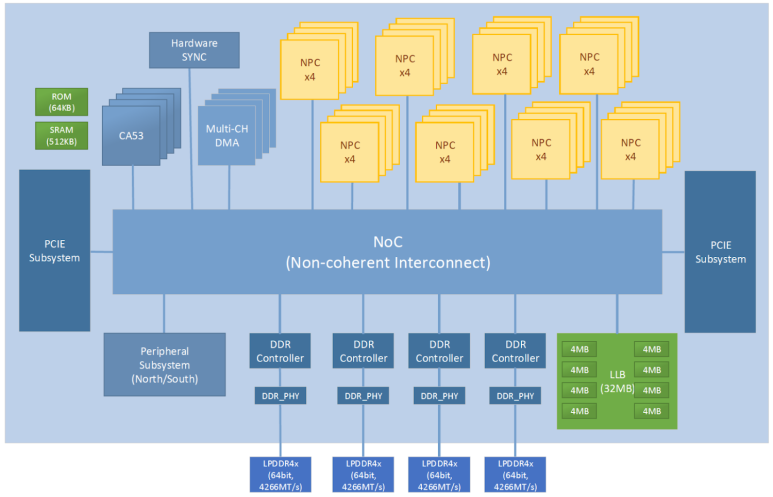 Hardware
SYNC
NPC
x4
NPC
x4
NPC
x4
NPC
x4
ROM
(64KB)
SRAM
(512KB)
CA53
Multi-CH
DMA
NPC
x4
NPC
x4
NPC
x4
NPC
x4
PCIE
Subsystem
NoC
(Non-coherent Interconnect)
PCIE
Subsystem
Peripheral
Subsystem
(North/South)
DDR
Controller
DDR
Controller
DDR
Controller
DDR
Controller
DDR_PHY
DDR_PHY
DDR_PHY
DDR_PHY
4MB
4MB
4MB
4MB
LLB
(32MB)
4MB
4MB
4MB
4MB
LPDDR4x
(64bit,
4266MT/s)
LPDDR4x
(64bit,
4266MT/s)
LPDDR4x
(64bit,
4266MT/s)
LPDDR4x
(64bit,
4266MT/s)